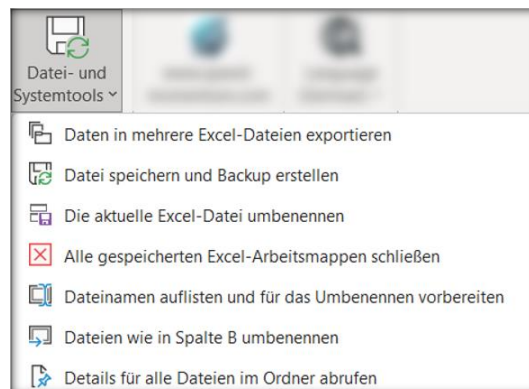 Datei- und
Systemtools
Daten in mehrere Excel-Dateien exportieren
Datei speichern und Backup erstellen
Die aktuelle Excel-Datei umbenennen
Alle gespeicherten Excel-Arbeitsmappen schließen
Dateinamen auflisten und für das Umbenennen vorbereiten
Dateien wie in Spalte B umbenennen
Details für alle Dateien im Ordner abrufen